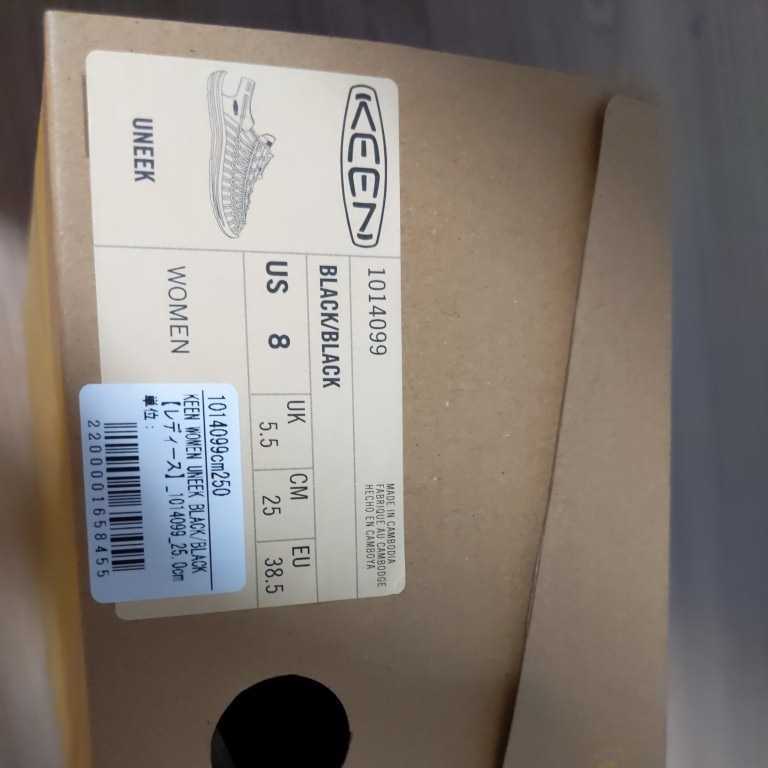 KEEN
UNEEK
1014099
BLACK/BLACK
WOMEN
US 8
UK 5.5
CM 25
EU 38.5
MADE IN CAMBODIA
FABRIQUE AU CAMBODGE
HECHO EN CAMBOYA
1014099cm250
KEEN WOMEN UNEEK BLACK/BLACK
【レディース】_1014099_25.0cm
単位：
2200001658455